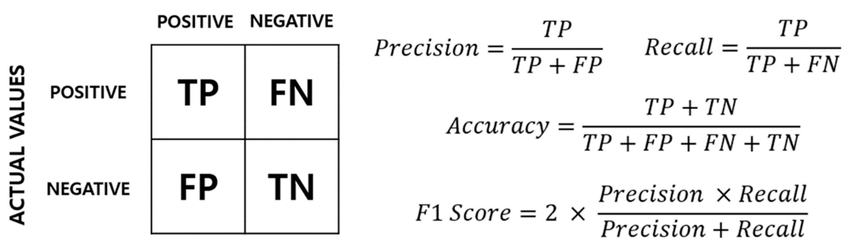 POSITIVE NEGATIVE
ACTUAL VALUES
POSITIVE TP FN
NEGATIVE FP TN
Precision = TP / (TP + FP)
Recall = TP / (TP + FN)
Accuracy = (TP + TN) / (TP + FP + FN + TN)
F1 Score = 2 × (Precision × Recall) / (Precision + Recall)